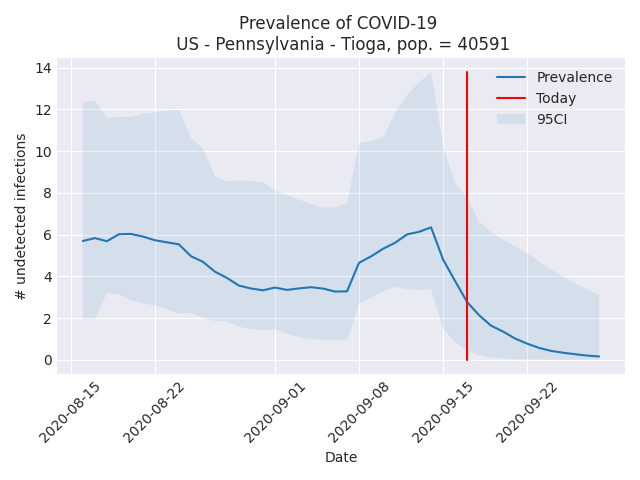 Prevalence of COVID-19
US - Pennsylvania - Tioga, pop. = 40591
# undetected infections
14
12
10
8
6
4
2
0
Prevalence
Today
95CI
2020-08-15
2020-08-22
2020-09-01
2020-09-08
2020-09-15
2020-09-22
Date